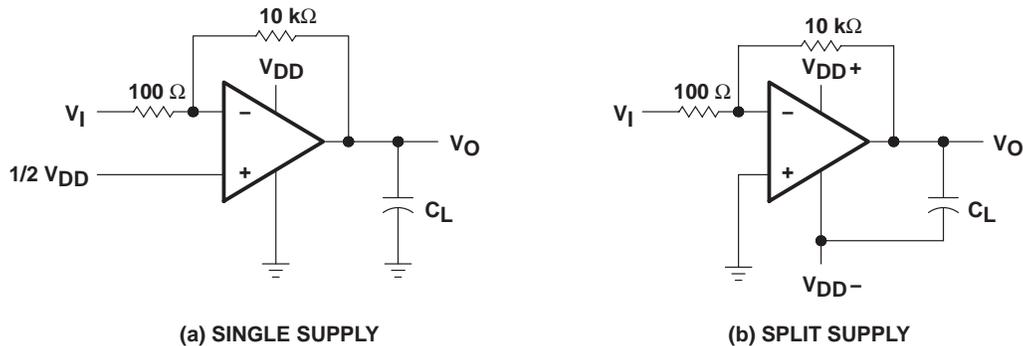 10 kΩ
VDD
100 Ω
VI
−
+
1/2 VDD
VO
CL
(a) SINGLE SUPPLY
10 kΩ
VDD+
100 Ω
VI
−
+
VO
CL
VDD−
(b) SPLIT SUPPLY